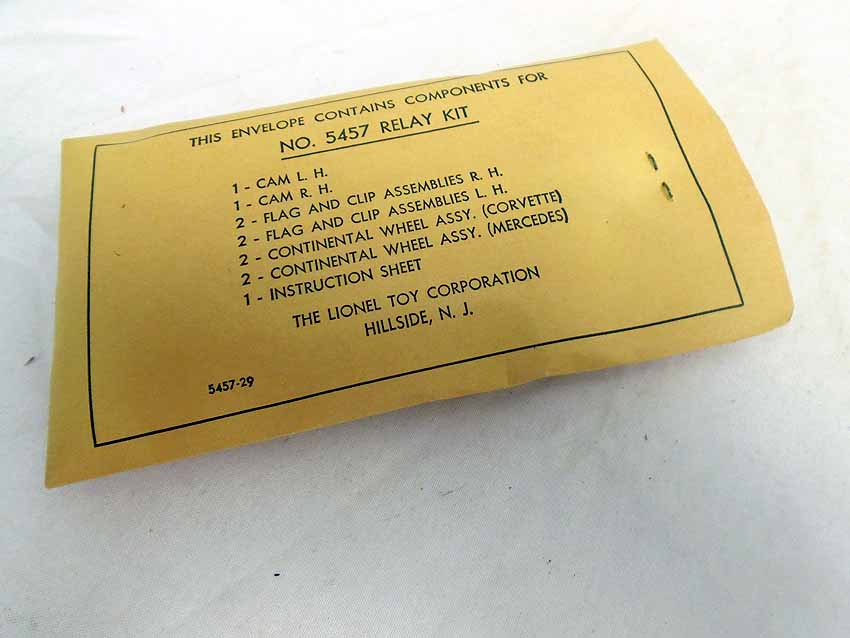 THIS ENVELOPE CONTAINS COMPONENTS FOR
NO. 5457 RELAY KIT
1 - CAM L. H.
1 - CAM R. H.
2 - FLAG AND CLIP ASSEMBLIES R. H.
2 - FLAG AND CLIP ASSEMBLIES L. H.
2 - CONTINENTAL WHEEL ASSY. (CORVETTE)
2 - CONTINENTAL WHEEL ASSY. (MERCEDES)
1 - INSTRUCTION SHEET
THE LIONEL TOY CORPORATION
HILLSIDE, N. J.
5457-29